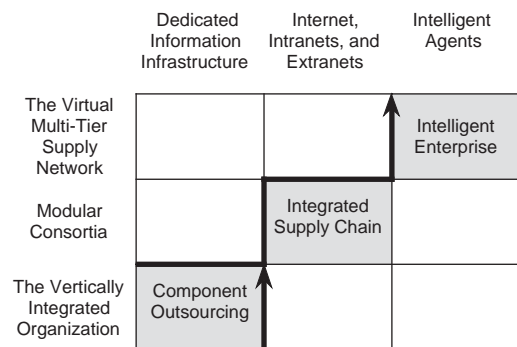 Dedicated
Information
Infrastructure
Internet,
Intranets, and
Extranets
Intelligent
Agents
The Virtual
Multi-Tier
Supply
Network
Intelligent
Enterprise
Modular
Consortia
Integrated
Supply Chain
The Vertically
Integrated
Organization
Component
Outsourcing